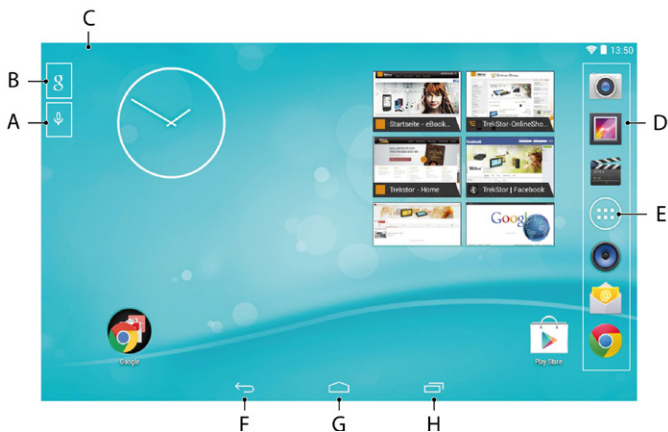 C
13:50
B
g
A
D
Startseite - eBook...
TrekStor-OnlineSho...
Trekstor - Home
TrekStor | Facebook
E
Google
Google
Play Store
F
G
H